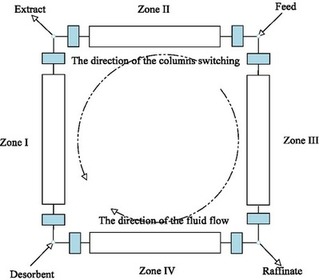 Extract
Zone II
Feed
The direction of the columns switching
Zone I
Zone III
The direction of the fluid flow
Desorbent
Zone IV
Raffinate